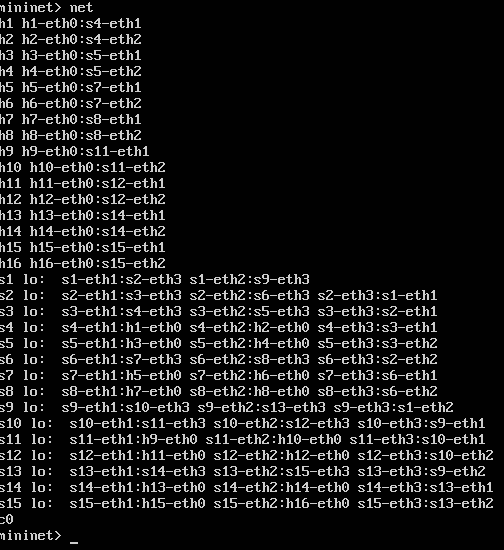 mininet> net
h1 h1-eth0:s4-eth1
h2 h2-eth0:s4-eth2
h3 h3-eth0:s5-eth1
h4 h4-eth0:s5-eth2
h5 h5-eth0:s7-eth1
h6 h6-eth0:s7-eth2
h7 h7-eth0:s8-eth1
h8 h8-eth0:s8-eth2
h9 h9-eth0:s11-eth1
h10 h10-eth0:s11-eth2
h11 h11-eth0:s12-eth1
h12 h12-eth0:s12-eth2
h13 h13-eth0:s14-eth1
h14 h14-eth0:s14-eth2
h15 h15-eth0:s15-eth1
h16 h16-eth0:s15-eth2
s1 lo:  s1-eth1:s2-eth3 s1-eth2:s9-eth3
s2 lo:  s2-eth1:s3-eth3 s2-eth2:s6-eth3 s2-eth3:s1-eth1
s3 lo:  s3-eth1:s4-eth3 s3-eth2:s5-eth3 s3-eth3:s2-eth1
s4 lo:  s4-eth1:h1-eth0 s4-eth2:h2-eth0 s4-eth3:s3-eth1
s5 lo:  s5-eth1:h3-eth0 s5-eth2:h4-eth0 s5-eth3:s3-eth2
s6 lo:  s6-eth1:s7-eth3 s6-eth2:s8-eth3 s6-eth3:s2-eth2
s7 lo:  s7-eth1:h5-eth0 s7-eth2:h6-eth0 s7-eth3:s6-eth1
s8 lo:  s8-eth1:h7-eth0 s8-eth2:h8-eth0 s8-eth3:s6-eth2
s9 lo:  s9-eth1:s10-eth3 s9-eth2:s13-eth3 s9-eth3:s1-eth2
s10 lo:  s10-eth1:s11-eth3 s10-eth2:s12-eth3 s10-eth3:s9-eth1
s11 lo:  s11-eth1:h9-eth0 s11-eth2:h10-eth0 s11-eth3:s10-eth1
s12 lo:  s12-eth1:h11-eth0 s12-eth2:h12-eth0 s12-eth3:s10-eth2
s13 lo:  s13-eth1:s14-eth3 s13-eth2:s15-eth3 s13-eth3:s9-eth2
s14 lo:  s14-eth1:h13-eth0 s14-eth2:h14-eth0 s14-eth3:s13-eth1
s15 lo:  s15-eth1:h15-eth0 s15-eth2:h16-eth0 s15-eth3:s13-eth2
c0
mininet> _